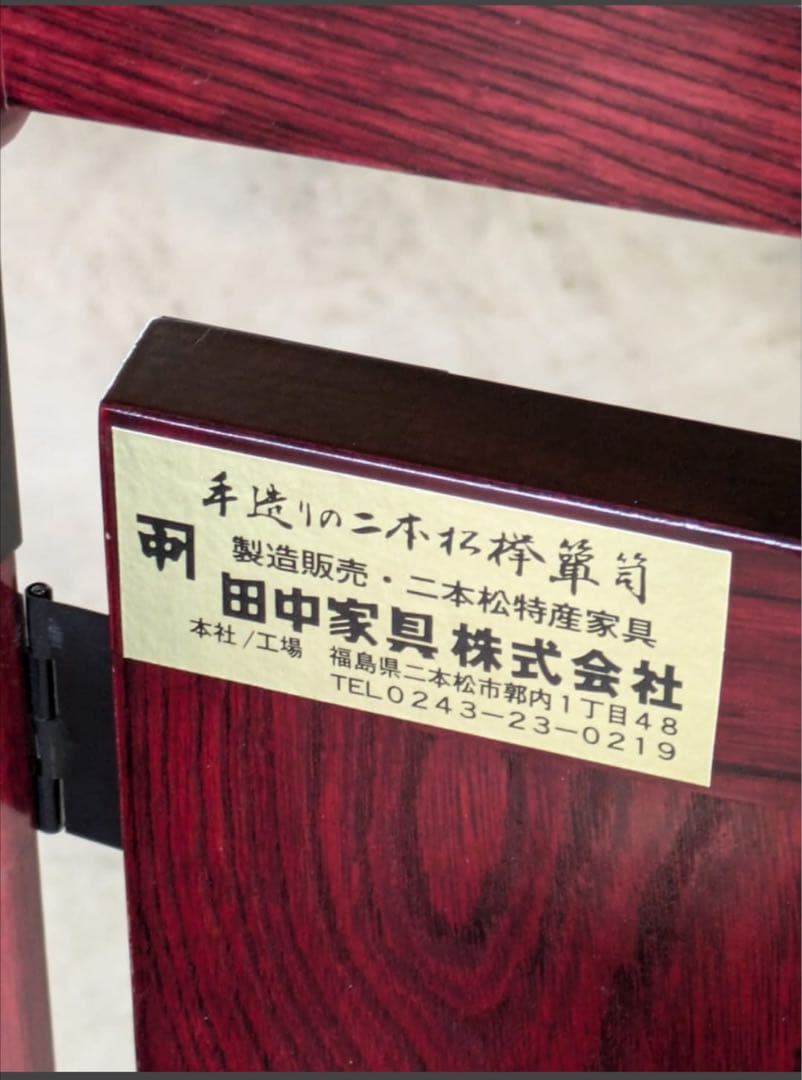 手造りの二本松欅簞笥
製造販売・二本松特産家具
田中家具株式会社
本社/工場 福島県二本松市郭内1丁目48
TEL0243-23-0219